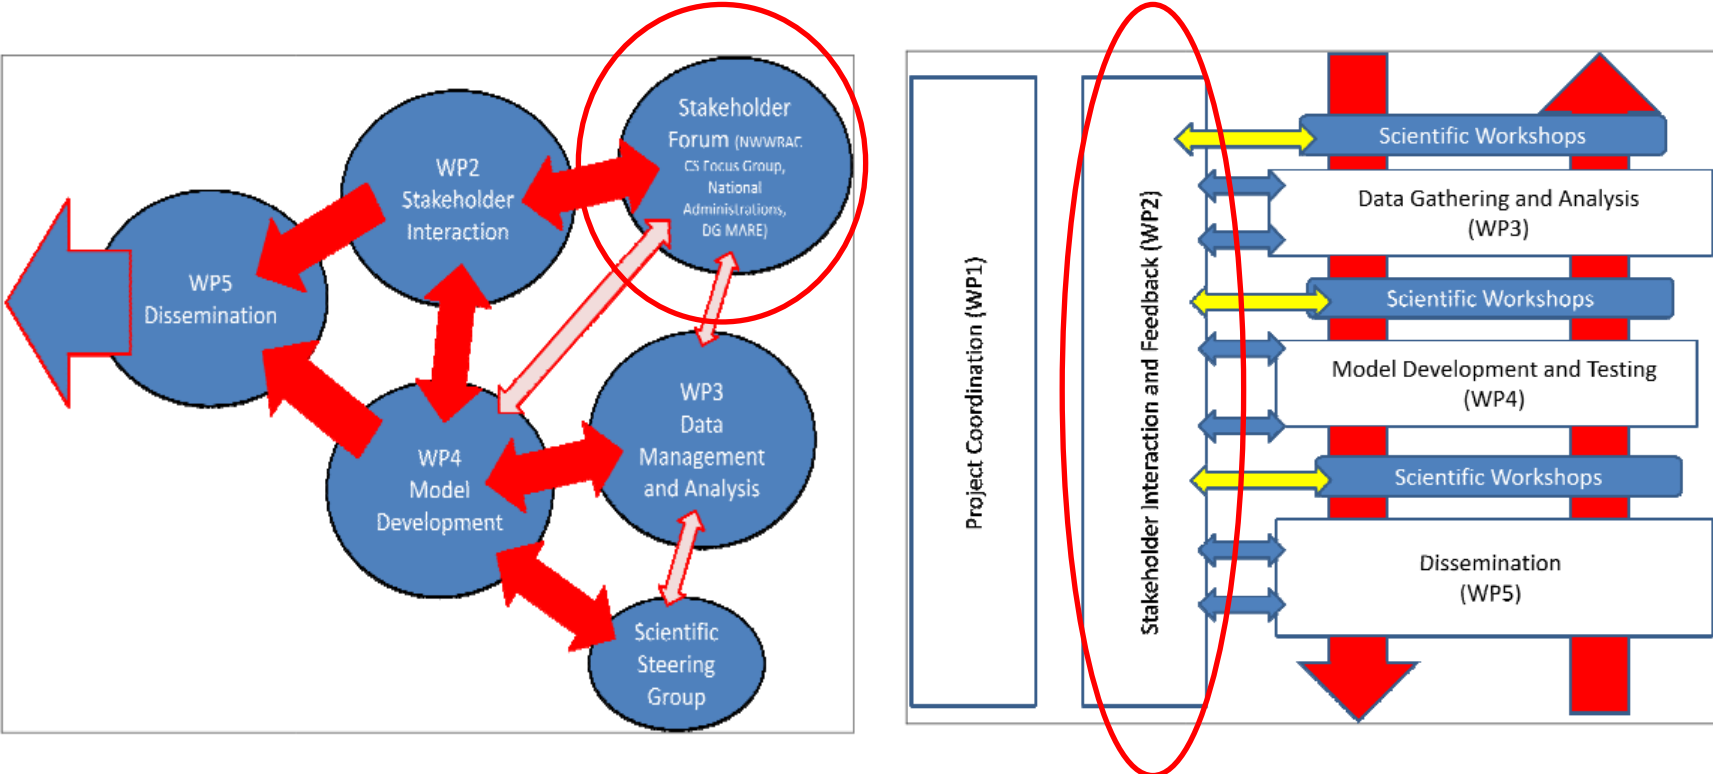 Stakeholder
Forum (NWWRAC
CS Focus Group,
National
Administrations,
DG MARE)
WP2
Stakeholder
Interaction
WP5
Dissemination
WP3
Data
Management
and Analysis
WP4
Model
Development
Scientific
Steering
Group
Project Coordination (WP1)
Stakeholder Interaction and Feedback (WP2)
Scientific Workshops
Data Gathering and Analysis
(WP3)
Scientific Workshops
Model Development and Testing
(WP4)
Scientific Workshops
Dissemination
(WP5)